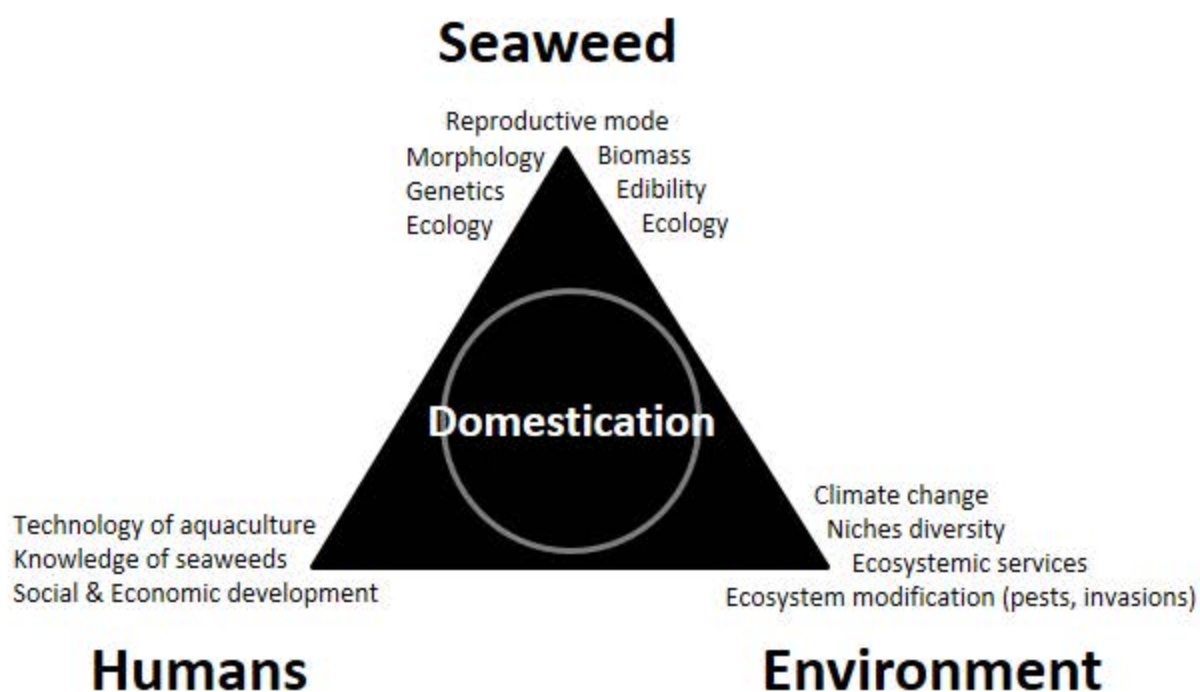 Seaweed
Reproductive mode
Morphology
Biomass
Genetics
Edibility
Ecology
Ecology
Domestication
Climate change
Technology of aquaculture
Niches diversity
Knowledge of seaweeds
Ecosystemic services
Social & Economic development
Ecosystem modification (pests, invasions)
Humans
Environment